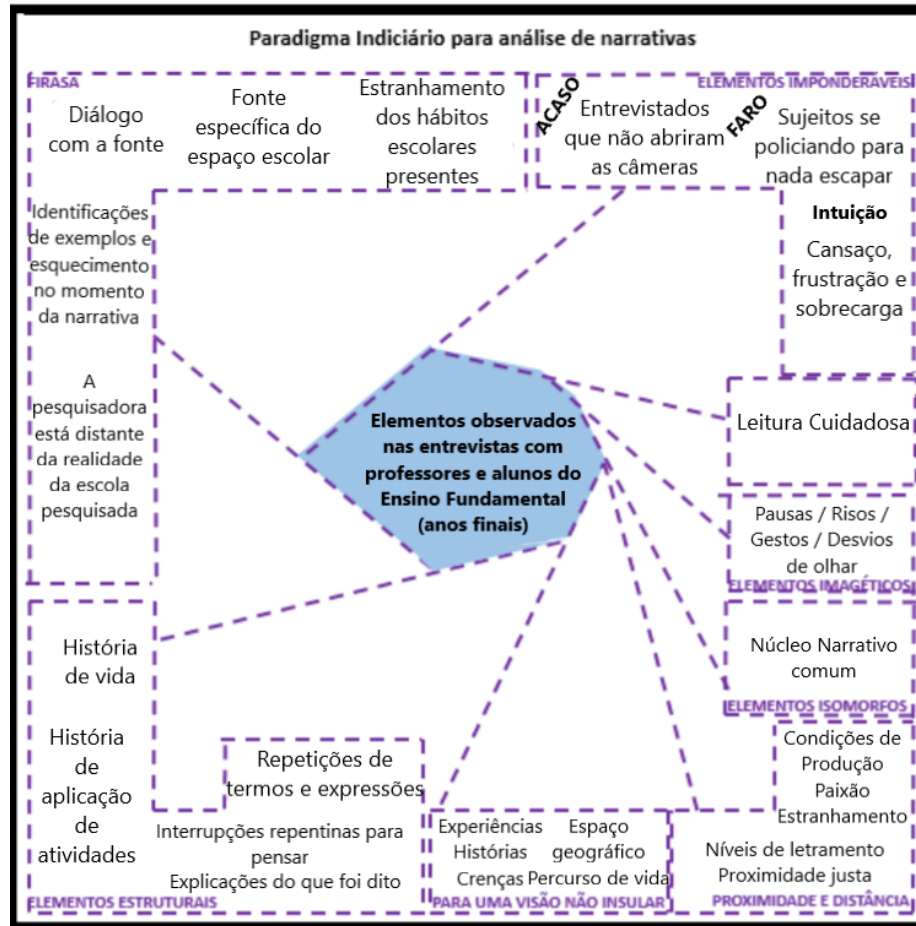 Paradigma Indiciário para análise de narrativas
FIRASA
Diálogo
com a fonte
Fonte
específica do
espaço escolar
Estranhamento
dos hábitos
escolares
presentes
Identificações
de exemplos e
esquecimento
no momento
da narrativa
A
pesquisadora
está distante
da realidade
da escola
pesquisada
ELEMENTOS IMPONDERÁVEIS
ACASO
Entrevistados
que não abriram
as câmeras
FARO
Sujeitos se
policiando para
nada escapar
Intuição
Cansaço,
frustração e
sobrecarga
Elementos observados
nas entrevistas com
professores e alunos do
Ensino Fundamental
(anos finais)
Leitura Cuidadosa
Pausas / Risos /
Gestos / Desvios
de olhar
ELEMENTOS IMAGÉTICOS
Núcleo Narrativo
comum
ELEMENTOS ISOMORFOS
História
de vida
História
de
aplicação
de
atividades
Repetições de
termos e expressões
Interrupções repentinas para
pensar
Explicações do que foi dito
ELEMENTOS ESTRUTURAIS
Experiências
Histórias
Crenças
Espaço
geográfico
Percurso de vida
PARA UMA VISÃO NÃO INSULAR
Condições de
Produção
Paixão
Estranhamento
Níveis de letramento
Proximidade justa
PROXIMIDADE E DISTÂNCIA